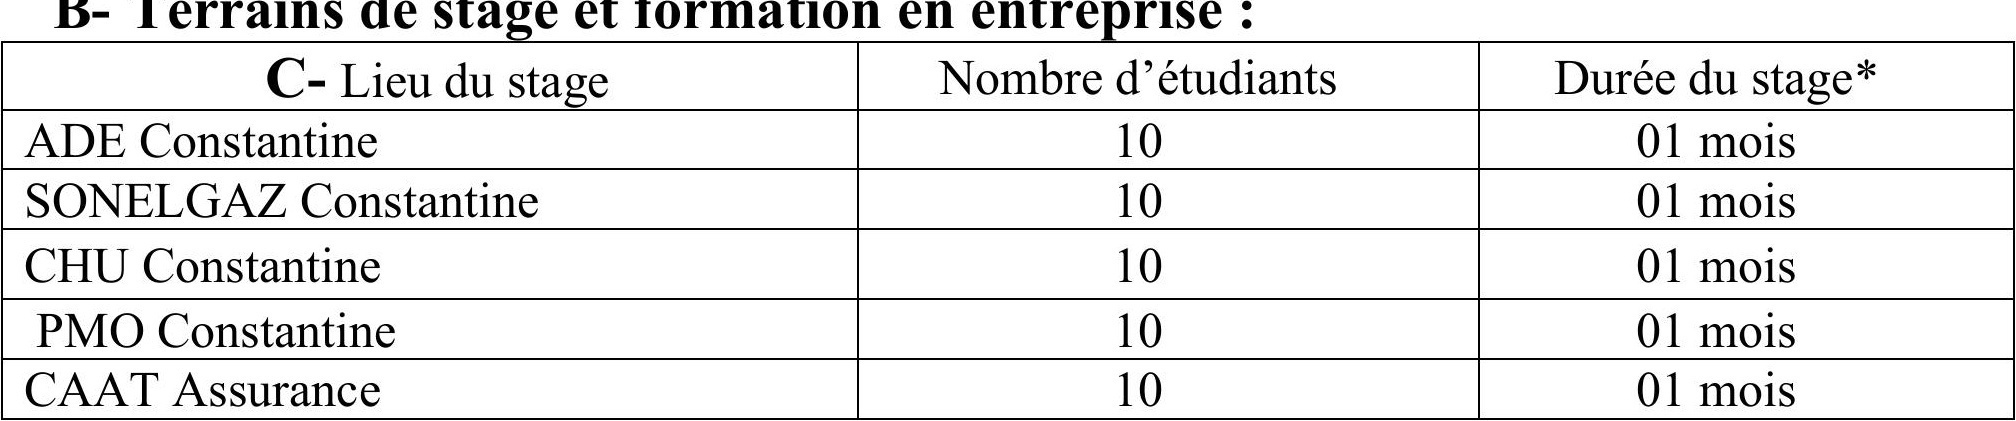 B- Terrains de stage et formation en entreprise :
C- Lieu du stage Nombre d’étudiants Durée du stage*
ADE Constantine 10 01 mois
SONELGAZ Constantine 10 01 mois
CHU Constantine 10 01 mois
PMO Constantine 10 01 mois
CAAT Assurance 10 01 mois